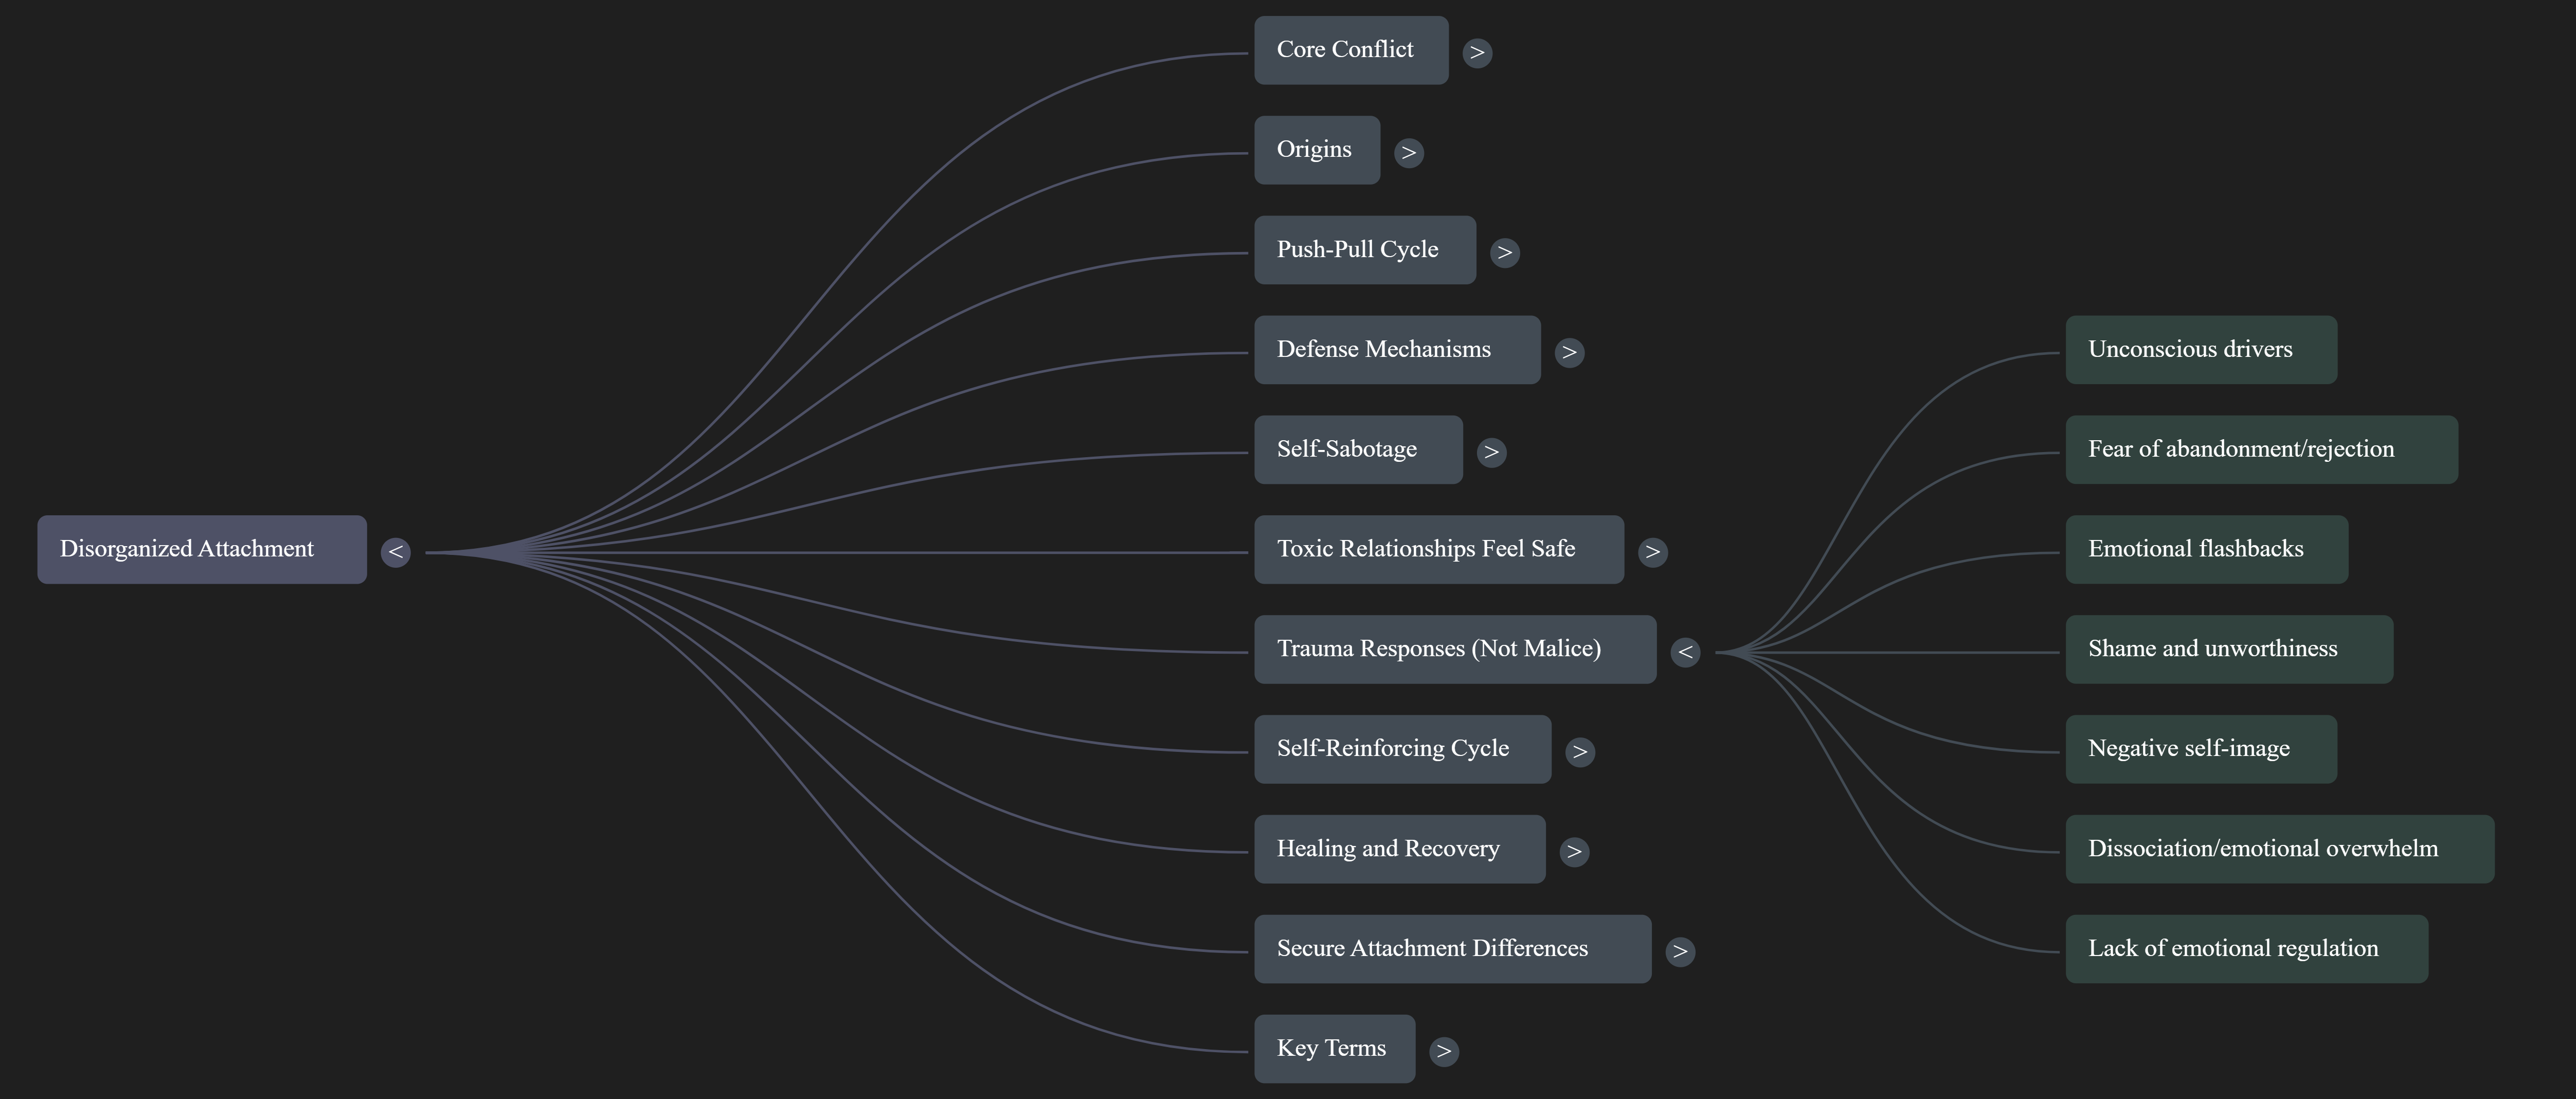 Disorganized Attachment
<
Core Conflict
>
Origins
>
Push-Pull Cycle
>
Defense Mechanisms
>
Self-Sabotage
>
Toxic Relationships Feel Safe
>
Trauma Responses (Not Malice)
<
Self-Reinforcing Cycle
>
Healing and Recovery
>
Secure Attachment Differences
>
Key Terms
>
Unconscious drivers
Fear of abandonment/rejection
Emotional flashbacks
Shame and unworthiness
Negative self-image
Dissociation/emotional overwhelm
Lack of emotional regulation